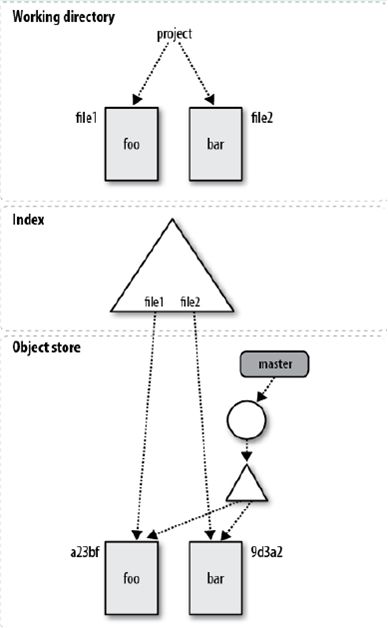 Working directory
project
file1
file2
foo
bar
Index
file1
file2
Object store
master
a23bf
9d3a2
foo
bar